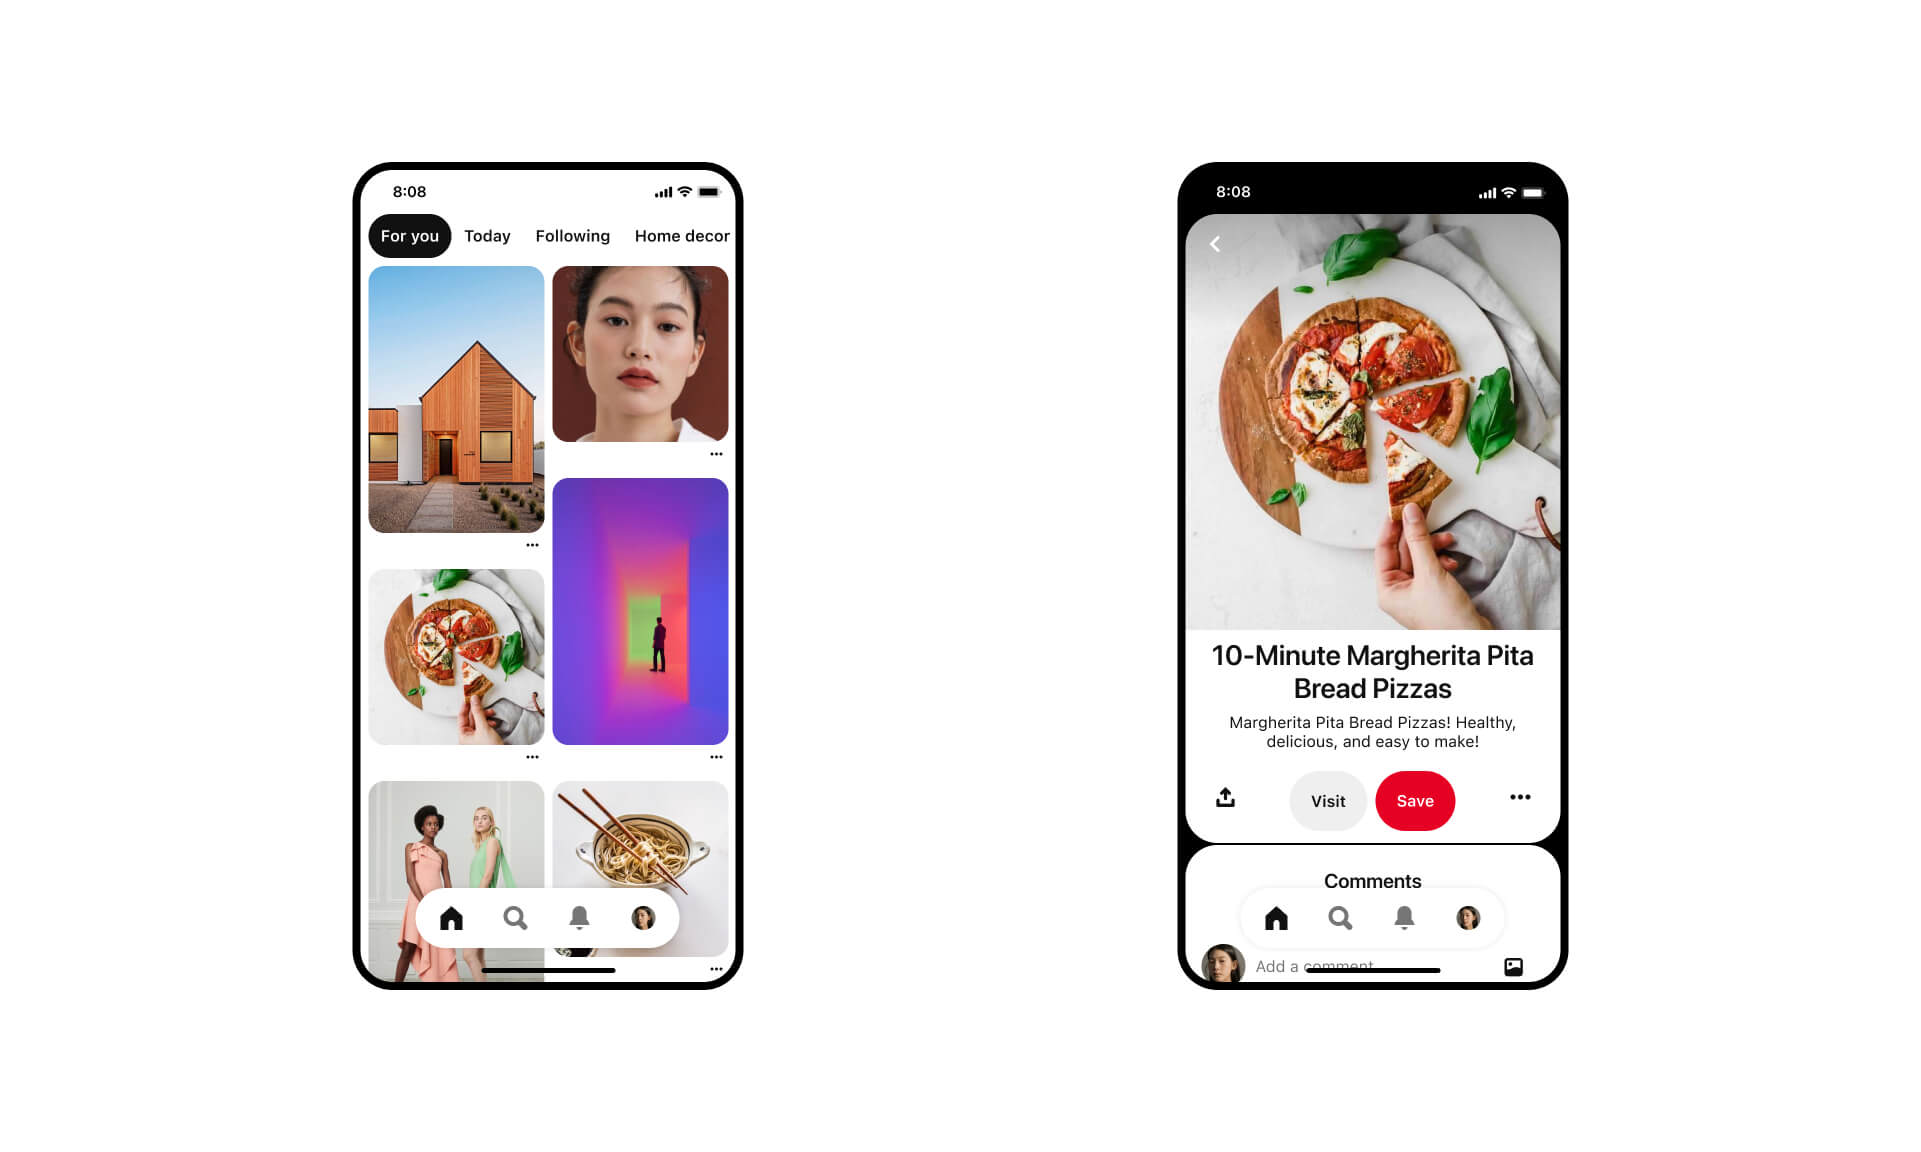 8:08
For you Today Following Home decor
8:08
10-Minute Margherita Pita
Bread Pizzas
Margherita Pita Bread Pizzas! Healthy,
delicious, and easy to make!
Visit Save
Comments
Add a comment